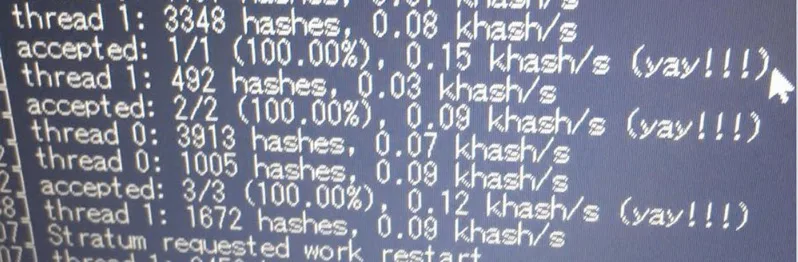 thread 1: 3348 hashes, 0.08 khash/s
accepted: 1/1 (100.00%), 0.15 khash/s (yay!!!)
thread 1: 492 hashes, 0.03 khash/s
accepted: 2/2 (100.00%), 0.09 khash/s (yay!!!)
thread 0: 3913 hashes, 0.07 khash/s
thread 0: 1005 hashes, 0.09 khash/s
accepted: 3/3 (100.00%), 0.12 khash/s (yay!!!)
thread 1: 1672 hashes, 0.09 khash/s
Stratum requested work restart